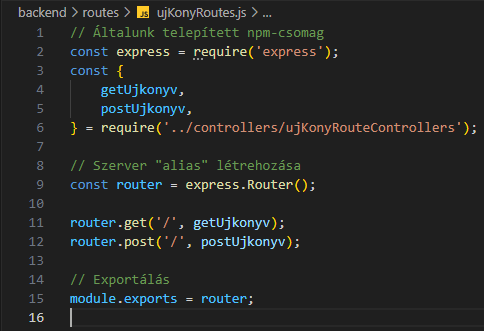 backend > routes > JS ujKonyRoutes.js > ...
1 // Általunk telepített npm-csomag
2 const express = require('express');
3 const {
4 getUjkonyv,
5 postUjkonyv,
6 } = require('../controllers/ujKonyRouteControllers');
7
8 // Szerver "alias" létrehozása
9 const router = express.Router();
10
11 router.get('/', getUjkonyv);
12 router.post('/', postUjkonyv);
13
14 // Exportálás
15 module.exports = router;
16